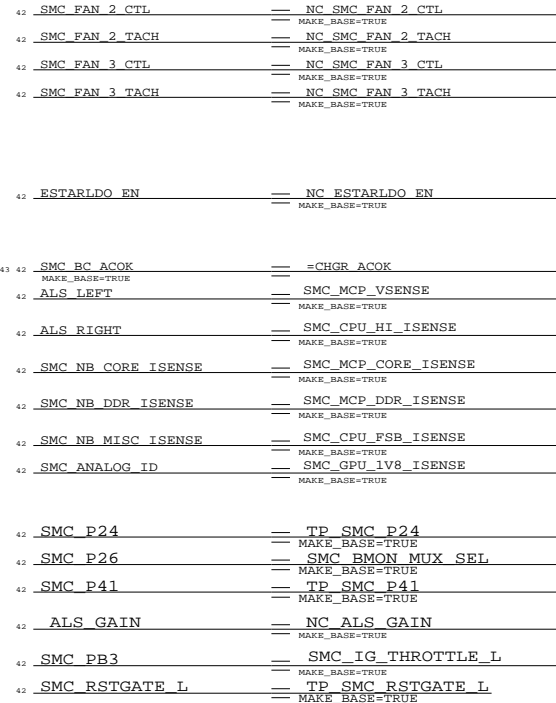 42 SMC_FAN_2_CTL NC_SMC_FAN_2_CTL
MAKE_BASE=TRUE
42 SMC_FAN_2_TACH NC_SMC_FAN_2_TACH
MAKE_BASE=TRUE
42 SMC_FAN_3_CTL NC_SMC_FAN_3_CTL
MAKE_BASE=TRUE
42 SMC_FAN_3_TACH NC_SMC_FAN_3_TACH
MAKE_BASE=TRUE
42 ESTARLDO_EN NC_ESTARLDO_EN
MAKE_BASE=TRUE
43 42 SMC_BC_ACOK =CHGR_ACOK
MAKE_BASE=TRUE
42 ALS_LEFT SMC_MCP_VSENSE
MAKE_BASE=TRUE
42 ALS_RIGHT SMC_CPU_HI_ISENSE
MAKE_BASE=TRUE
42 SMC_NB_CORE_ISENSE SMC_MCP_CORE_ISENSE
MAKE_BASE=TRUE
42 SMC_NB_DDR_ISENSE SMC_MCP_DDR_ISENSE
MAKE_BASE=TRUE
42 SMC_NB_MISC_ISENSE SMC_CPU_FSB_ISENSE
MAKE_BASE=TRUE
42 SMC_ANALOG_ID SMC_GPU_1V8_ISENSE
MAKE_BASE=TRUE
42 SMC_P24 TP_SMC_P24
MAKE_BASE=TRUE
42 SMC_P26 SMC_BMON_MUX_SEL
MAKE_BASE=TRUE
42 SMC_P41 TP_SMC_P41
MAKE_BASE=TRUE
42 ALS_GAIN NC_ALS_GAIN
MAKE_BASE=TRUE
42 SMC_PB3 SMC_IG_THROTTLE_L
MAKE_BASE=TRUE
42 SMC_RSTGATE_L TP_SMC_RSTGATE_L
MAKE_BASE=TRUE